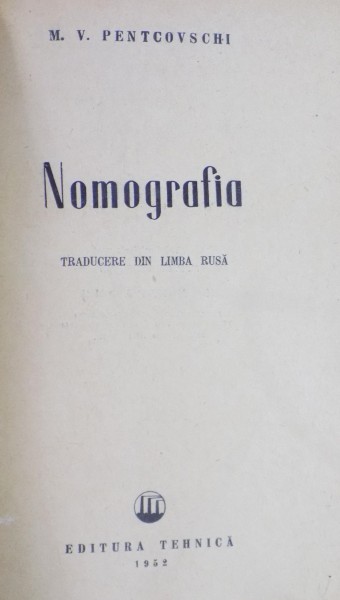 M. V. PENTCOVSCHI
Nomografia
TRADUCERE DIN LIMBA RUSĂ
EDITURA TEHNICĂ
1952